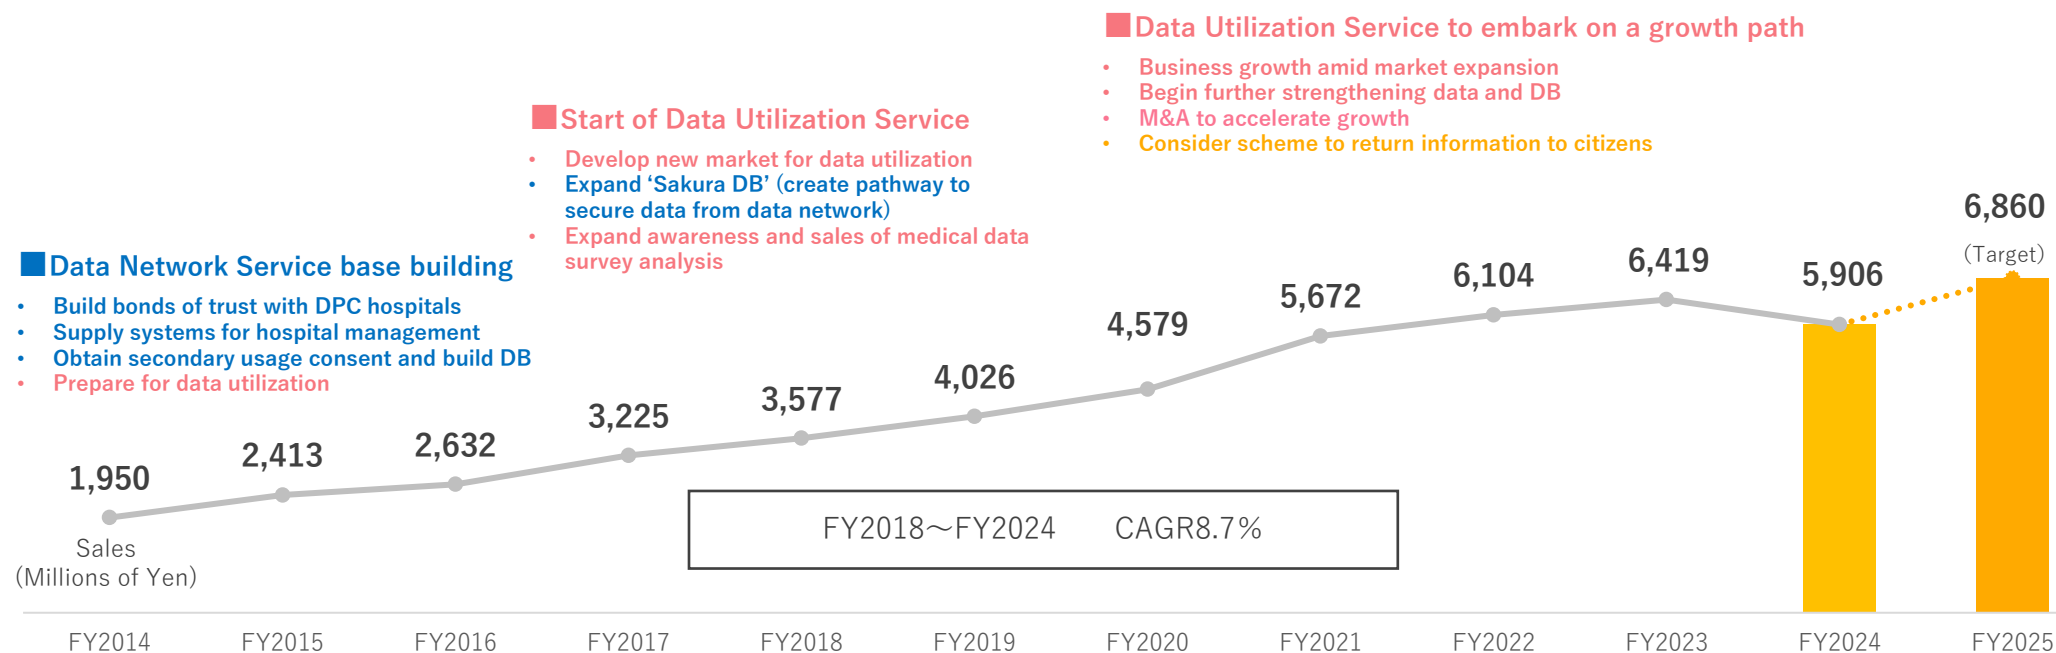 ■Data Utilization Service to embark on a growth path
• Business growth amid market expansion
• Begin further strengthening data and DB
• M&A to accelerate growth
• Consider scheme to return information to citizens
■Start of Data Utilization Service
• Develop new market for data utilization
• Expand ‘Sakura DB’ (create pathway to
secure data from data network)
• Expand awareness and sales of medical data
survey analysis
■Data Network Service base building
• Build bonds of trust with DPC hospitals
• Supply systems for hospital management
• Obtain secondary usage consent and build DB
• Prepare for data utilization
1,950
2,413
2,632
3,225
3,577
4,026
4,579
5,672
6,104
6,419
5,906
6,860
(Target)
Sales
(Millions of Yen)
FY2018～FY2024 CAGR8.7%
FY2014
FY2015
FY2016
FY2017
FY2018
FY2019
FY2020
FY2021
FY2022
FY2023
FY2024
FY2025